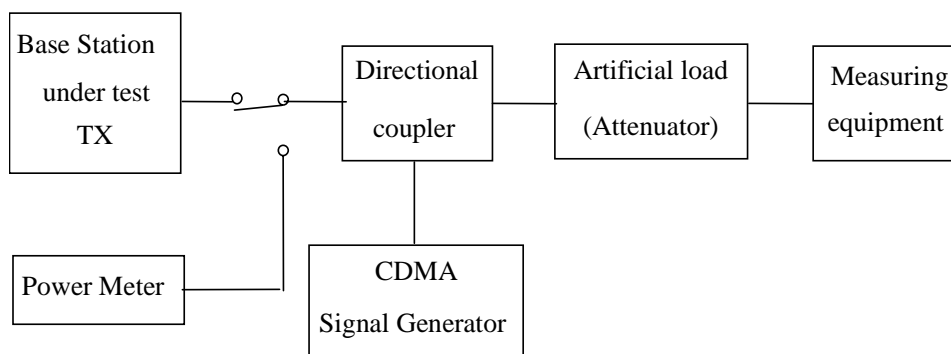 Base Station
under test
TX
Directional
coupler
Artificial load
(Attenuator)
Measuring
equipment
Power Meter
CDMA
Signal Generator